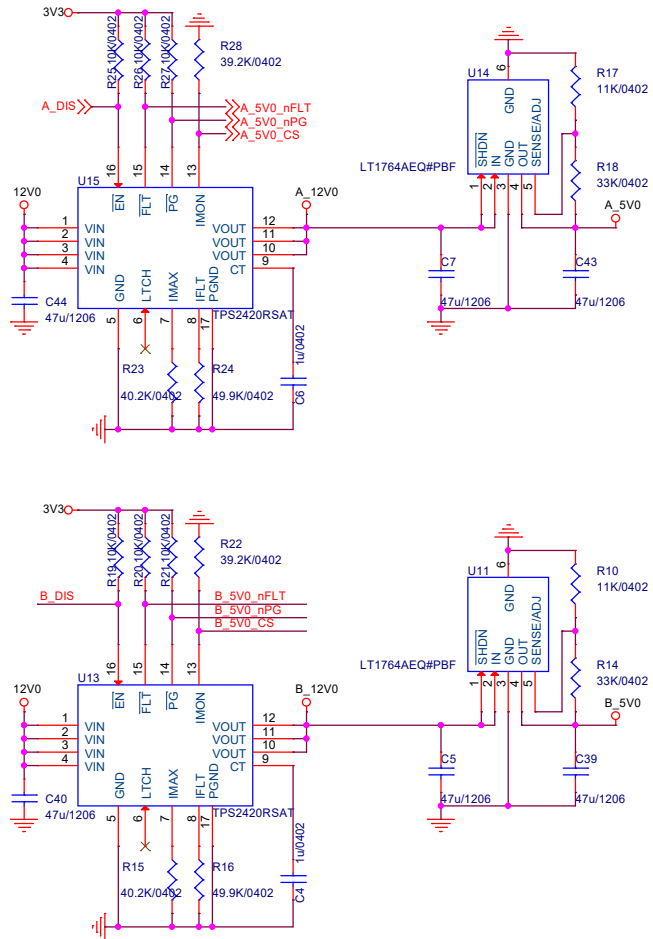 3V3
R25 10K/0402
R26 10K/0402
R27 10K/0402
R28
39.2K/0402
A_DIS
A_5V0_nFLT
A_5V0_nPG
A_5V0_CS
16
15
14
13
U15
EN
FLT
PG
IMON
12V0
1
2
3
4
VIN
VIN
VIN
VIN
VOUT
VOUT
VOUT
CT
12
11
10
9
A_12V0
GND
LTCH
IMAX
IFLT
PGND
TPS2420RSAT
5
6
7
8
17
C44
47u/1206
R23
40.2K/0402
R24
49.9K/0402
1u/0402
C6
U14
6
GND
SHDN
IN
GND
OUT
SENSE/ADJ
LT1764AEQ#PBF
1
2
3
4
5
R17
11K/0402
R18
33K/0402
A_5V0
C7
47u/1206
C43
47u/1206
3V3
R19 10K/0402
R20 10K/0402
R21 10K/0402
R22
39.2K/0402
B_DIS
B_5V0_nFLT
B_5V0_nPG
B_5V0_CS
16
15
14
13
U13
EN
FLT
PG
IMON
12V0
1
2
3
4
VIN
VIN
VIN
VIN
VOUT
VOUT
VOUT
CT
12
11
10
9
B_12V0
GND
LTCH
IMAX
IFLT
PGND
TPS2420RSAT
5
6
7
8
17
C40
47u/1206
R15
40.2K/0402
R16
49.9K/0402
1u/0402
C4
U11
6
GND
SHDN
IN
GND
OUT
SENSE/ADJ
LT1764AEQ#PBF
1
2
3
4
5
R10
11K/0402
R14
33K/0402
B_5V0
C5
47u/1206
C39
47u/1206